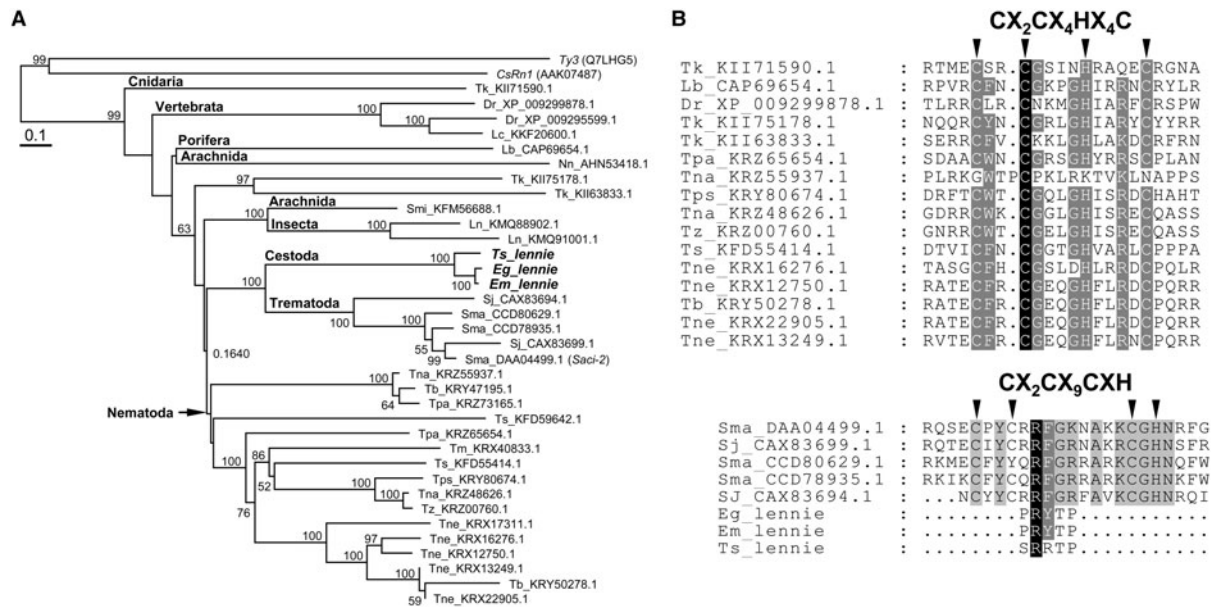 A
Ty3 (Q7LHG5)
99
CsRn1 (AAK07487)
Cnidaria
Tk_KII71590.1
0.1
99
Vertebrata
100
Dr_XP_009299878.1
100
Dr_XP_009295599.1
Lc_KKF20600.1
Porifera
Lb_CAP69654.1
Arachnida
Nn_AHN53418.1
97
Tk_KII75178.1
Tk_KII63833.1
63
Arachnida
100
Smi_KFM56688.1
Insecta
100
Ln_KMQ88902.1
Ln_KMQ91001.1
Cestoda
Ts_lennie
100
Eg_lennie
100
Em_lennie
Trematoda
Sj_CAX83694.1
100
100
Sma_CCD80629.1
Sma_CCD78935.1
55
Sj_CAX83699.1
99
Sma_DAA04499.1 (Saci-2)
0.1640
Tna_KRZ55937.1
100
Tb_KRY47195.1
64
Tpa_KRZ73165.1
Nematoda
Ts_KFD59642.1
Tpa_KRZ65654.1
100
86
Tm_KRX40833.1
Ts_KFD55414.1
52
Tps_KRY80674.1
100
Tna_KRZ48626.1
100
Tz_KRZ00760.1
76
Tne_KRX17311.1
100
97
Tne_KRX16276.1
100
Tne_KRX12750.1
100
Tne_KRX13249.1
Tb_KRY50278.1
59
Tne_KRX22905.1
B
CX2CX4HX4C
Tk_KII71590.1 : RTMECSR.CGSINHRAQECRGNA
Lb_CAP69654.1 : RPVRCFN.CGKPGHIRRNCRYLR
Dr_XP_009299878.1 : TLRRCLR.CNKMGHIARFCRSPW
Tk_KII75178.1 : NQQRCYN.CGRLGHIARYCYYRR
Tk_KII63833.1 : SERRCFV.CKKLGHLAKDCRFRN
Tpa_KRZ65654.1 : SDAACWN.CGRSGHYRRSCPLAN
Tna_KRZ55937.1 : PLRKGWTPCPKLRKTVKLNAPPS
Tps_KRY80674.1 : DRFTCWT.CGQLGHISRDCHAHT
Tna_KRZ48626.1 : GDRRCWK.CGGLGHISRECQASS
Tz_KRZ00760.1 : GNRRCWT.CGELGHISRECQASS
Ts_KFD55414.1 : DTVICFN.CGGTGHVARLCPPPA
Tne_KRX16276.1 : TASGCFH.CGSLDHLRRDCPQLR
Tne_KRX12750.1 : RATECFR.CGEQGHFLRDCPQRR
Tb_KRY50278.1 : RATECFR.CGEQGHFLRDCPQRR
Tne_KRX22905.1 : RATECFR.CGEQGHFLRDCPQRR
Tne_KRX13249.1 : RVTECFR.CGEQGHFLRNCPQRR
CX2CX9CXH
Sma_DAA04499.1 : RQSECPYCRRFGKNAKKCGHNRFG
Sj_CAX83699.1 : RQTECIYCRRFGRNARKCGHNSFR
Sma_CCD80629.1 : RKMECFYYQRFGRRAKKCGHNQFW
Sma_CCD78935.1 : RKIKCFYCRRFGRRAKKCGHNKFW
SJ_CAX83694.1 : ...NCYYCRRFGRFAVKCGHNRQI
Eg_lennie : .......PRYTP...........
Em_lennie : .......PRYTP...........
Ts_lennie : .......SRRTP...........